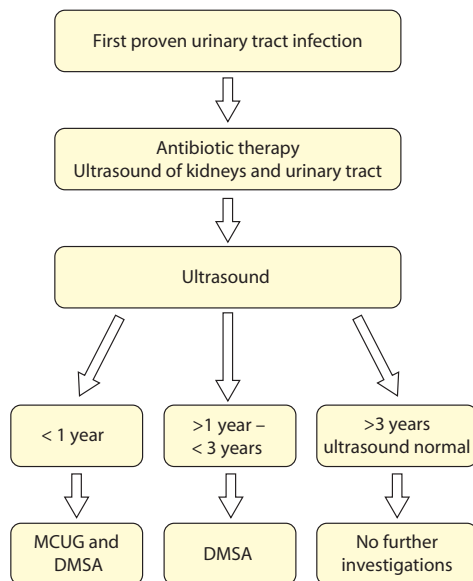 First proven urinary tract infection
Antibiotic therapy
Ultrasound of kidneys and urinary tract
Ultrasound
< 1 year
>1 year –
< 3 years
>3 years
ultrasound normal
MCUG and
DMSA
DMSA
No further
investigations